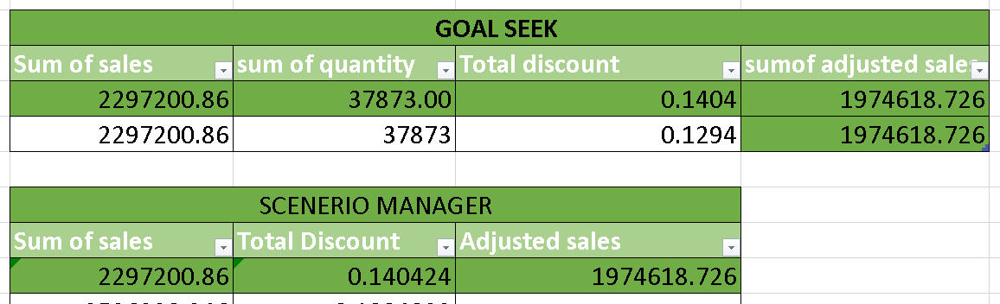 GOAL SEEK
Sum of sales sum of quantity Total discount sumof adjusted sales
2297200.86 37873.00 0.1404 1974618.726
2297200.86 37873 0.1294 1974618.726
SCENERIO MANAGER
Sum of sales Total Discount Adjusted sales
2297200.86 0.140424 1974618.726